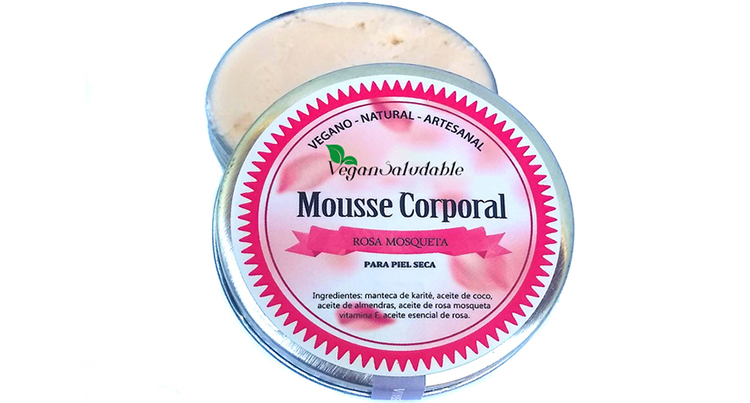 VEGANO - NATURAL - ARTESANAL
VeganSaludable
Mousse Corporal
ROSA MOSQUETA
PARA PIEL SECA
Ingredientes: manteca de karité, aceite de coco,
aceite de almendras, aceite de rosa mosqueta
vitamina E, aceite esencial de rosa.